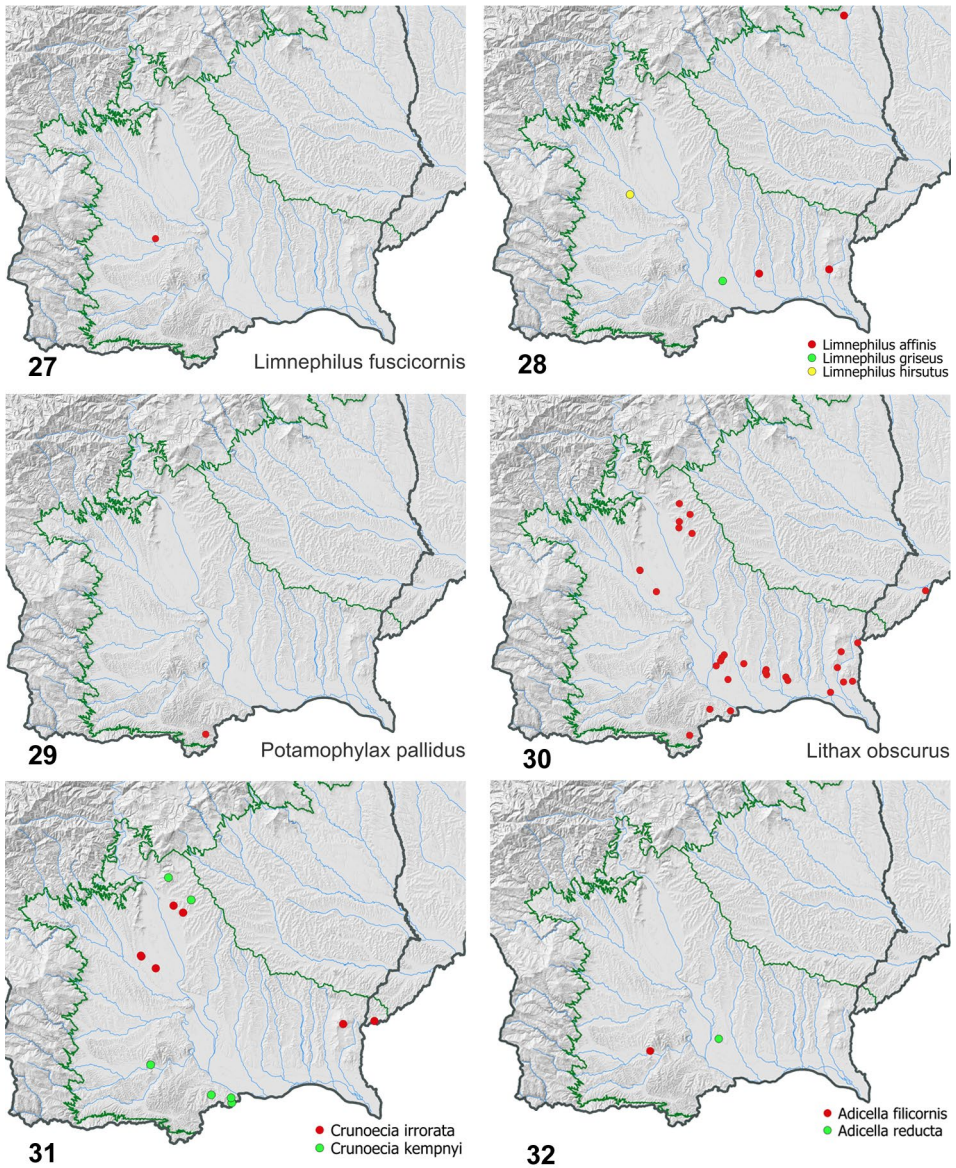 27
Limnephilus fuscicornis
28
Limnephilus affinis
Limnephilus griseus
Limnephilus hirsutus
29
Potamophylax pallidus
30
Lithax obscurus
31
Crunoecia irrorata
Crunoecia kempnyi
32
Adicella filicornis
Adicella reducta